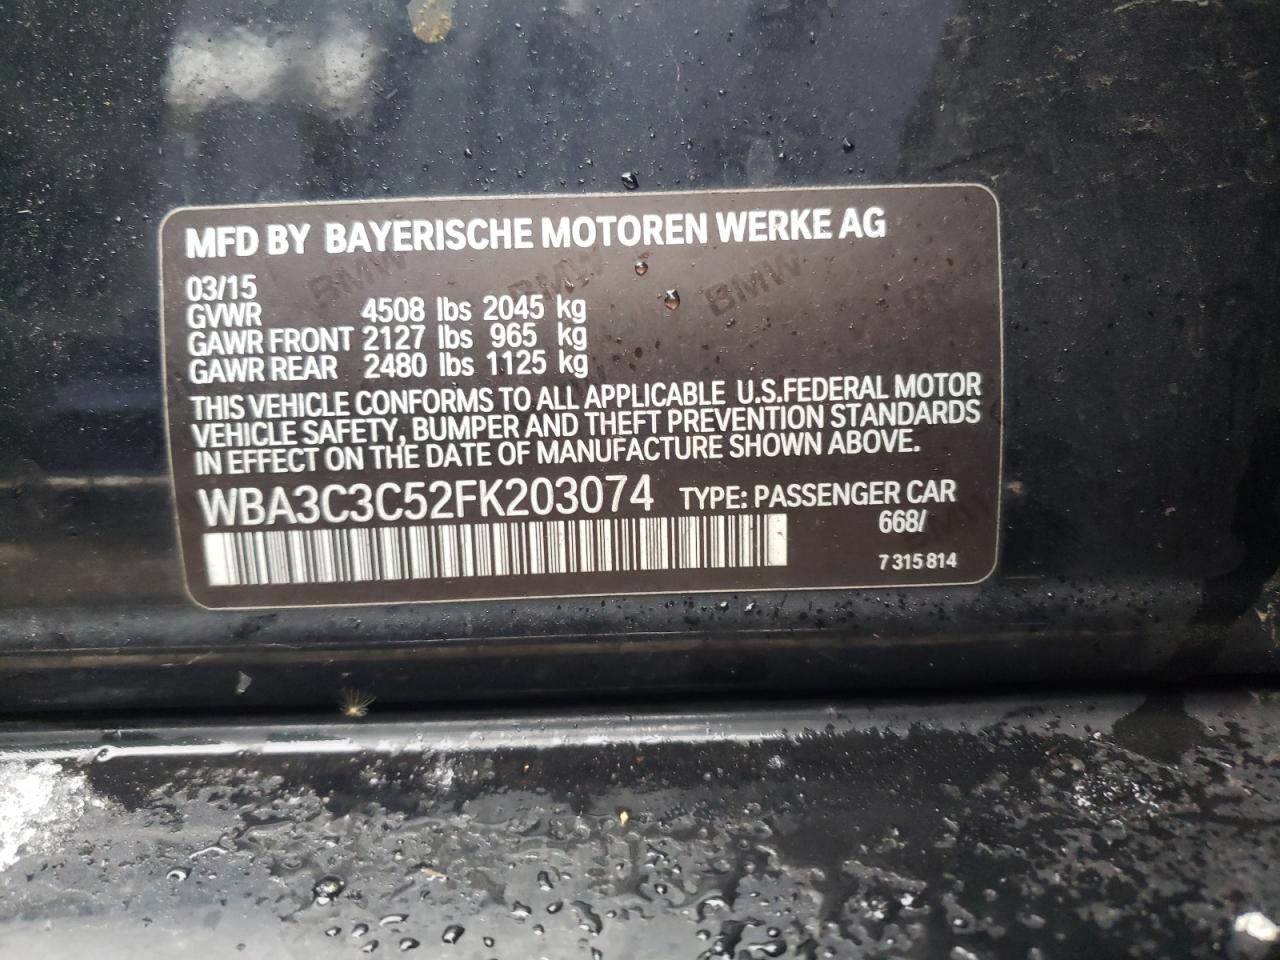 MFD BY BAYERISCHE MOTOREN WERKE AG
03/15
GVWR 4508 lbs 2045 kg
GAWR FRONT 2127 lbs 965 kg
GAWR REAR 2480 lbs 1125 kg
THIS VEHICLE CONFORMS TO ALL APPLICABLE U.S.FEDERAL MOTOR
VEHICLE SAFETY, BUMPER AND THEFT PREVENTION STANDARDS
IN EFFECT ON THE DATE OF MANUFACTURE SHOWN ABOVE.
WBA3C3C52FK203074 TYPE: PASSENGER CAR
668/
7 315 814
BMW BMW BMW